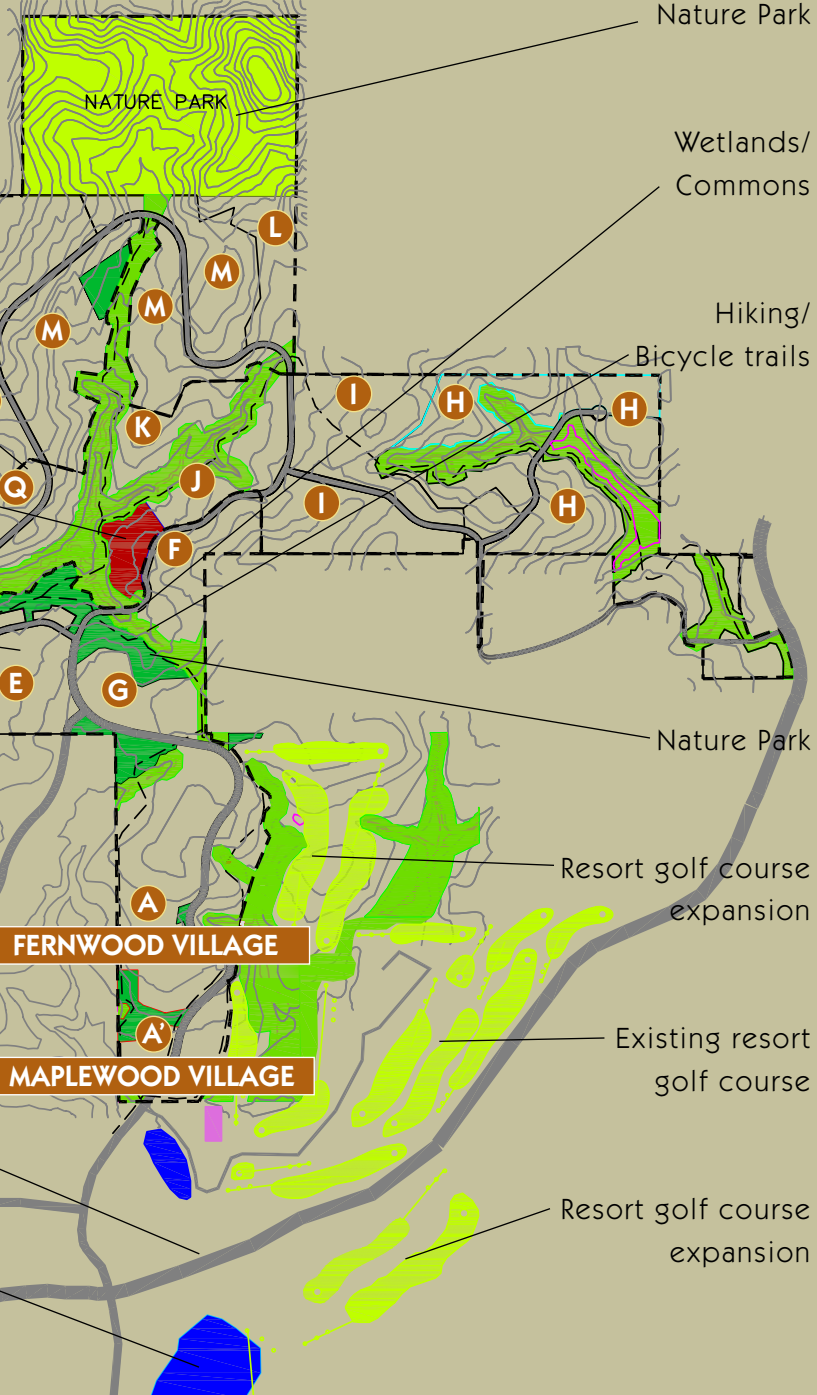 Nature Park
NATURE PARK
Wetlands/
Commons
L
M
M
Hiking/
M
Bicycle trails
I
H
H
K
J
Q
I
H
F
E
G
Nature Park
Resort golf course
A
expansion
FERNWOOD VILLAGE
A'
Existing resort
MAPLEWOOD VILLAGE
golf course
Resort golf course
expansion